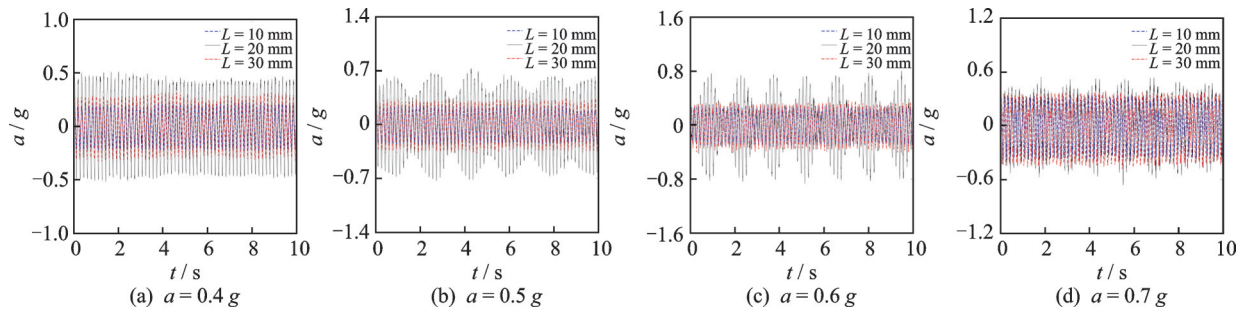 1.0
0.5
0
−0.5
−1.0
a / g
L = 10 mm
L = 20 mm
L = 30 mm
0 2 4 6 8 10
t / s
(a) a = 0.4 g
1.4
0.7
0
−0.7
−1.4
a / g
L = 10 mm
L = 20 mm
L = 30 mm
0 2 4 6 8 10
t / s
(b) a = 0.5 g
1.6
0.8
0
−0.8
−1.6
a / g
L = 10 mm
L = 20 mm
L = 30 mm
0 2 4 6 8 10
t / s
(c) a = 0.6 g
1.2
0.6
0
−0.6
−1.2
a / g
L = 10 mm
L = 20 mm
L = 30 mm
0 2 4 6 8 10
t / s
(d) a = 0.7 g